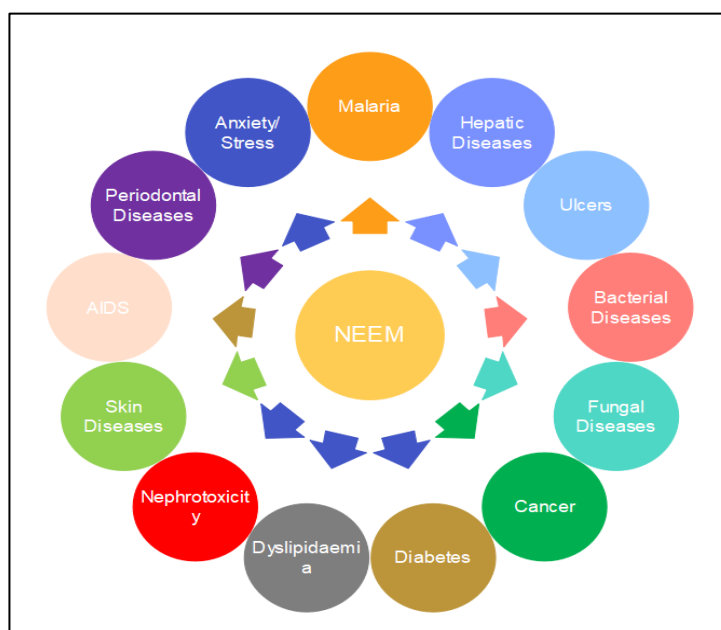 Malaria
Hepatic
Diseases
Ulcers
Bacterial
Diseases
Fungal
Diseases
Cancer
Diabetes
Dyslipidaemi
a
Nephrotoxicit
y
Skin
Diseases
AIDS
Periodontal
Diseases
Anxiety/
Stress
NEEM